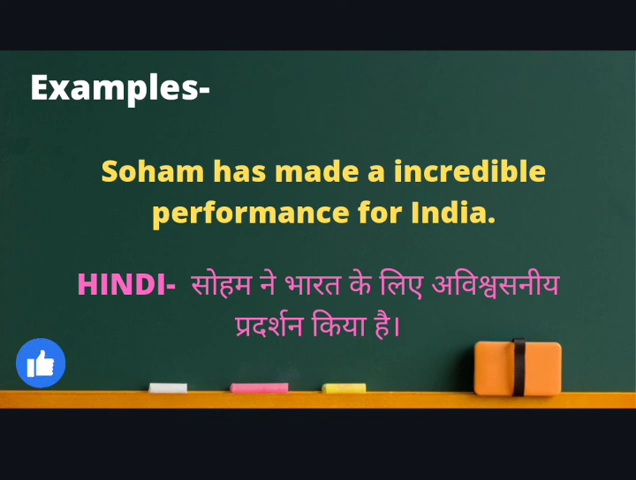 Examples-
Soham has made a incredible
performance for India.
HINDI- सोहम ने भारत के लिए अविश्वसनीय
प्रदर्शन किया है।